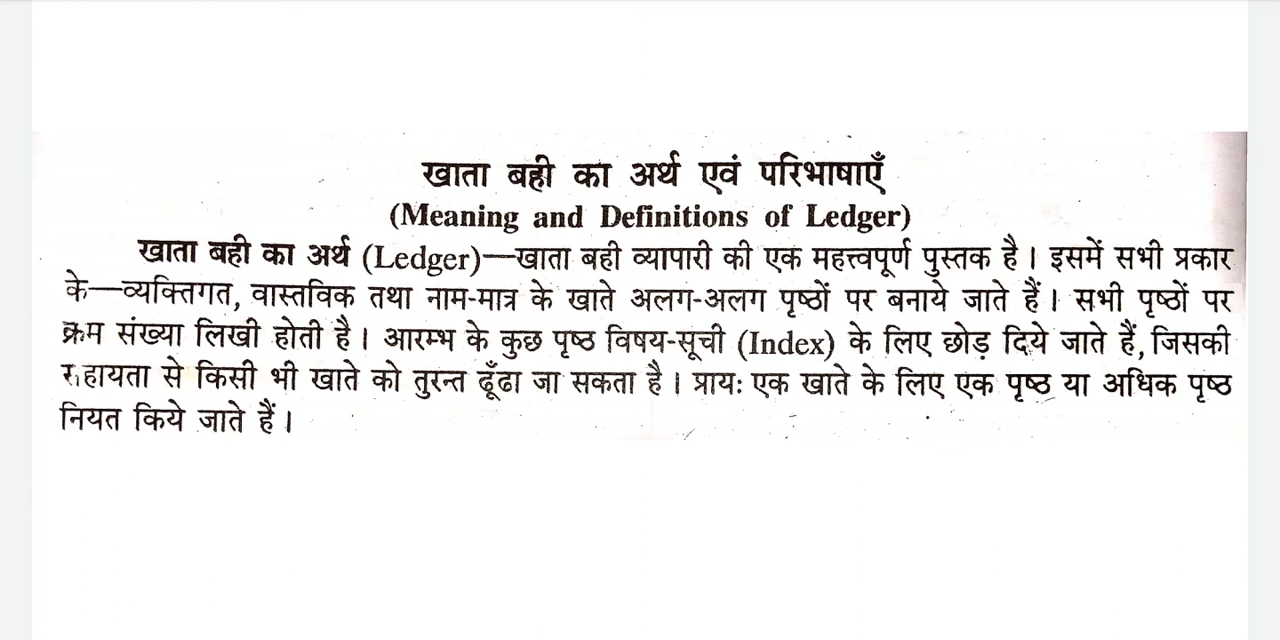 खाता बही का अर्थ एवं परिभाषाएँ
(Meaning and Definitions of Ledger)
खाता बही का अर्थ (Ledger)—खाता बही व्यापारी की एक महत्त्वपूर्ण पुस्तक है। इसमें सभी प्रकार
के—व्यक्तिगत, वास्तविक तथा नाम-मात्र के खाते अलग-अलग पृष्ठों पर बनाये जाते हैं। सभी पृष्ठों पर
क्रम संख्या लिखी होती है। आरम्भ के कुछ पृष्ठ विषय-सूची (Index) के लिए छोड़ दिये जाते हैं, जिसकी
सहायता से किसी भी खाते को तुरन्त ढूँढा जा सकता है। प्रायः एक खाते के लिए एक पृष्ठ या अधिक पृष्ठ
नियत किये जाते हैं।